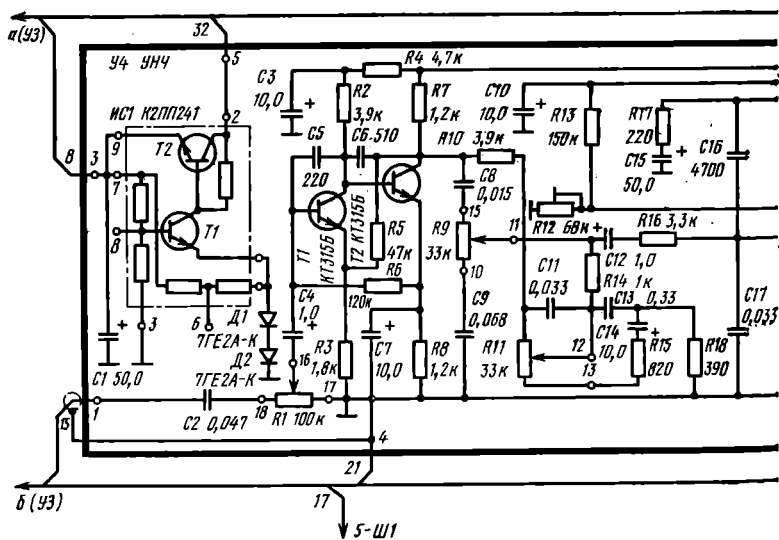 а(У3)
32
У4 УНЧ
5
ИС1 К2ПП241
2
9
Т2
8
3
7
8
Т1
3
6
Д1
7ГЕ2А-К
Д2
7ГЕ2А-К
С1 50,0
1
15
С2 0,047
18
R1 100к
17
16
4
21
б (У3)
17
5-Ш1
С3
10,0
R2
3,9к
R4 4,7к
R7
1,2к
С5
220
С6 510
R10
3,9к
Т1
КТ315Б
Т2 КТ315Б
R5
47к
R6
120к
С4
1,0
R3
1,8к
С7
10,0
R8
1,2к
С8
0,015
15
R9
33к
10
С9
0,068
11
С10
10,0
R13
150к
R17
220
С15
50,0
С16
4700
R12 68к
С12
1,0
R16 3,3к
R14
1к
С11
0,033
С13
0,33
С14
10,0
R11
33к
12
13
R15
820
R18
390
С17
0,033